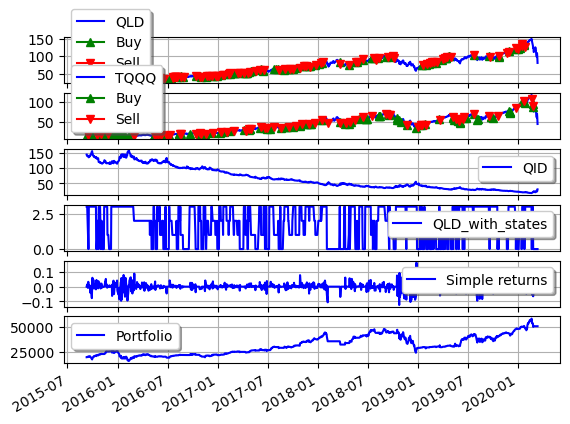 QLD
Buy
Sell
150
100
50
TQQQ
Buy
Sell
100
50
150
100
50
QID
2.5
0.0
QLD_with_states
0.1
0.0
−0.1
Simple returns
50000
25000
Portfolio
2015-07
2016-01
2016-07
2017-01
2017-07
2018-01
2018-07
2019-01
2019-07
2020-01